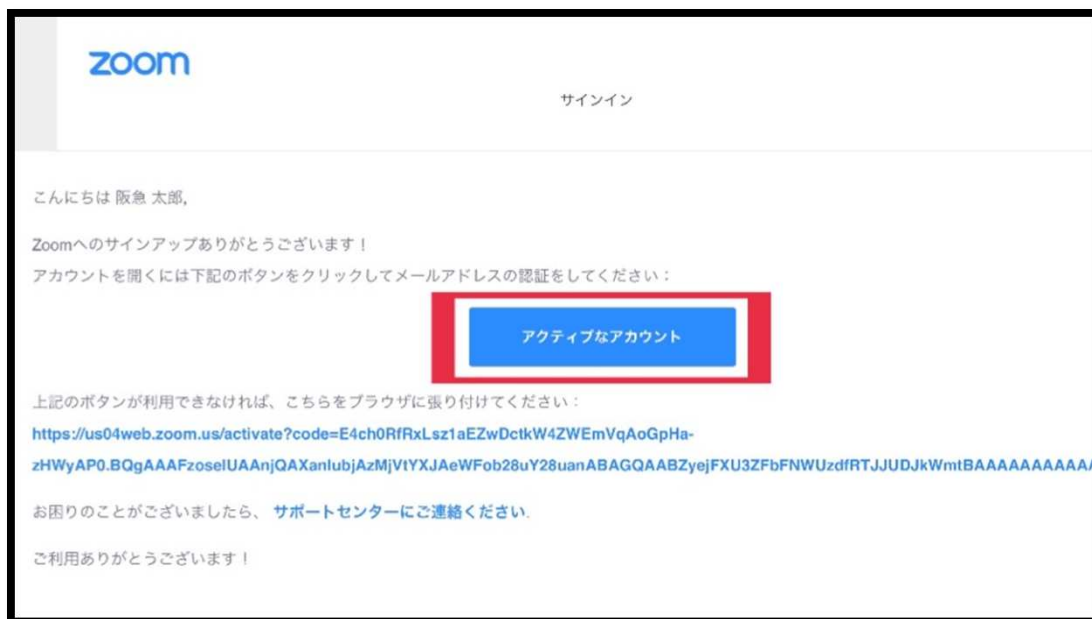 zoom
サインイン
こんにちは 阪急 太郎,
Zoomへのサインアップありがとうございます！
アカウントを開くには下記のボタンをクリックしてメールアドレスの認証をしてください：
アクティブなアカウント
上記のボタンが利用できなければ、こちらをブラウザに張り付けてください：
https://us04web.zoom.us/activate?code=E4ch0RfRxLsz1aEZwDctkW4ZWEmVqAoGpHa-
zHWyAP0.BQgAAAFzoselUAAnjQAXanlubjAzMjVtYXJAeWFob28uY28uanABAGQAABZyejFXU3ZFbFNWUzdfRTJJUDJkWmtBAAAAAAAAAA
お困りのことがございましたら、 サポートセンターにご連絡ください.
ご利用ありがとうございます！